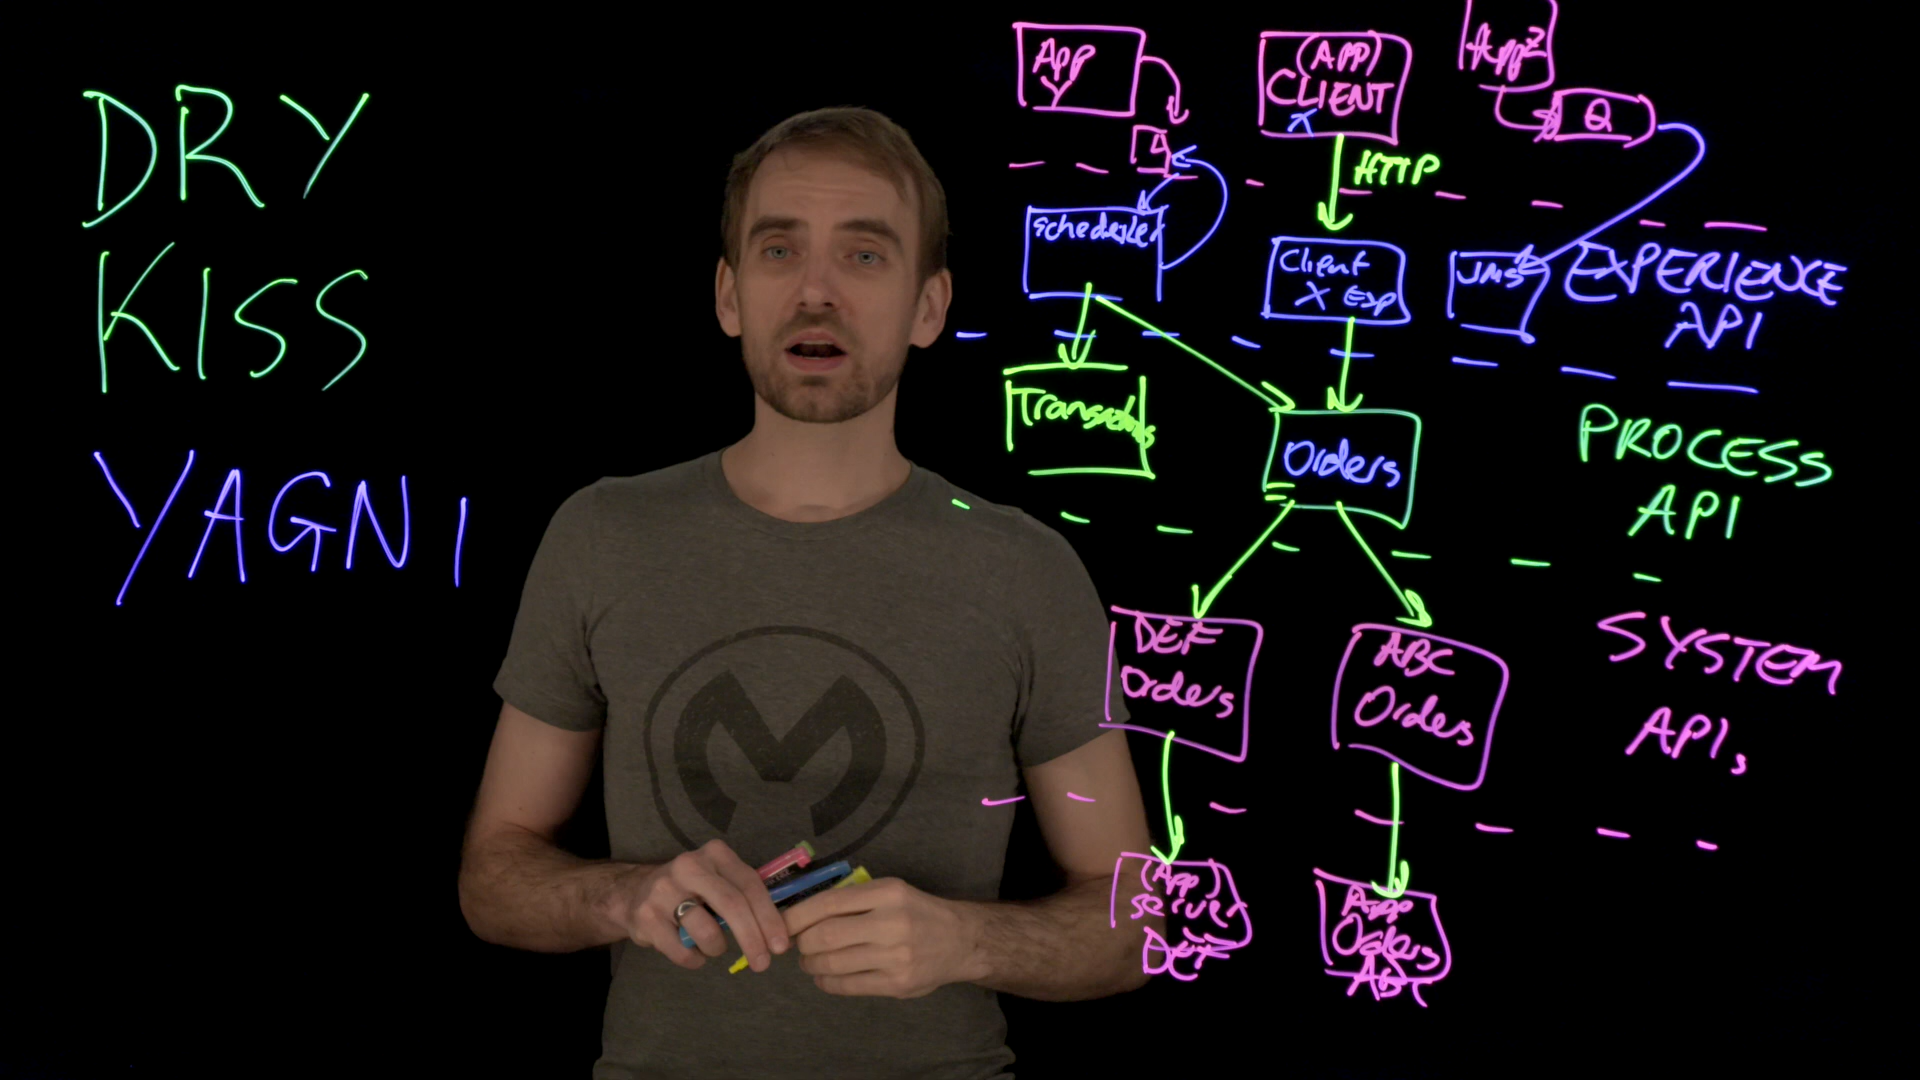 DRY
KISS
YAGNI
App
Y
(APP)
CLIENT
X
App Z
Q
HTTP
Scheduler
Client
X Exp
JMS
EXPERIENCE
API
Orders
PROCESS
API
DEF
Orders
ABC
Orders
SYSTEM
APIs
(App)
Server
DEF
App
Orders
ABC
M